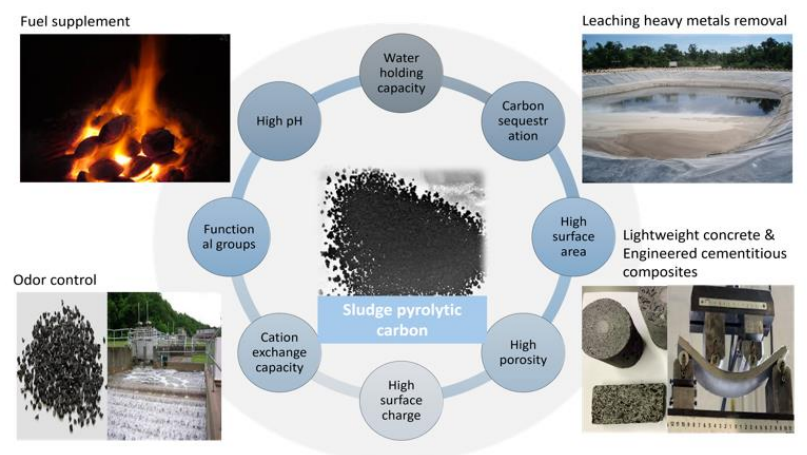 Fuel supplement
Leaching heavy metals removal
Water
holding
capacity
High pH
Carbon
sequestr
ation
Function
al groups
High
surface
area
Lightweight concrete &
Engineered cementitious
composites
Odor control
Sludge pyrolytic
carbon
Cation
exchange
capacity
High
porosity
High
surface
charge